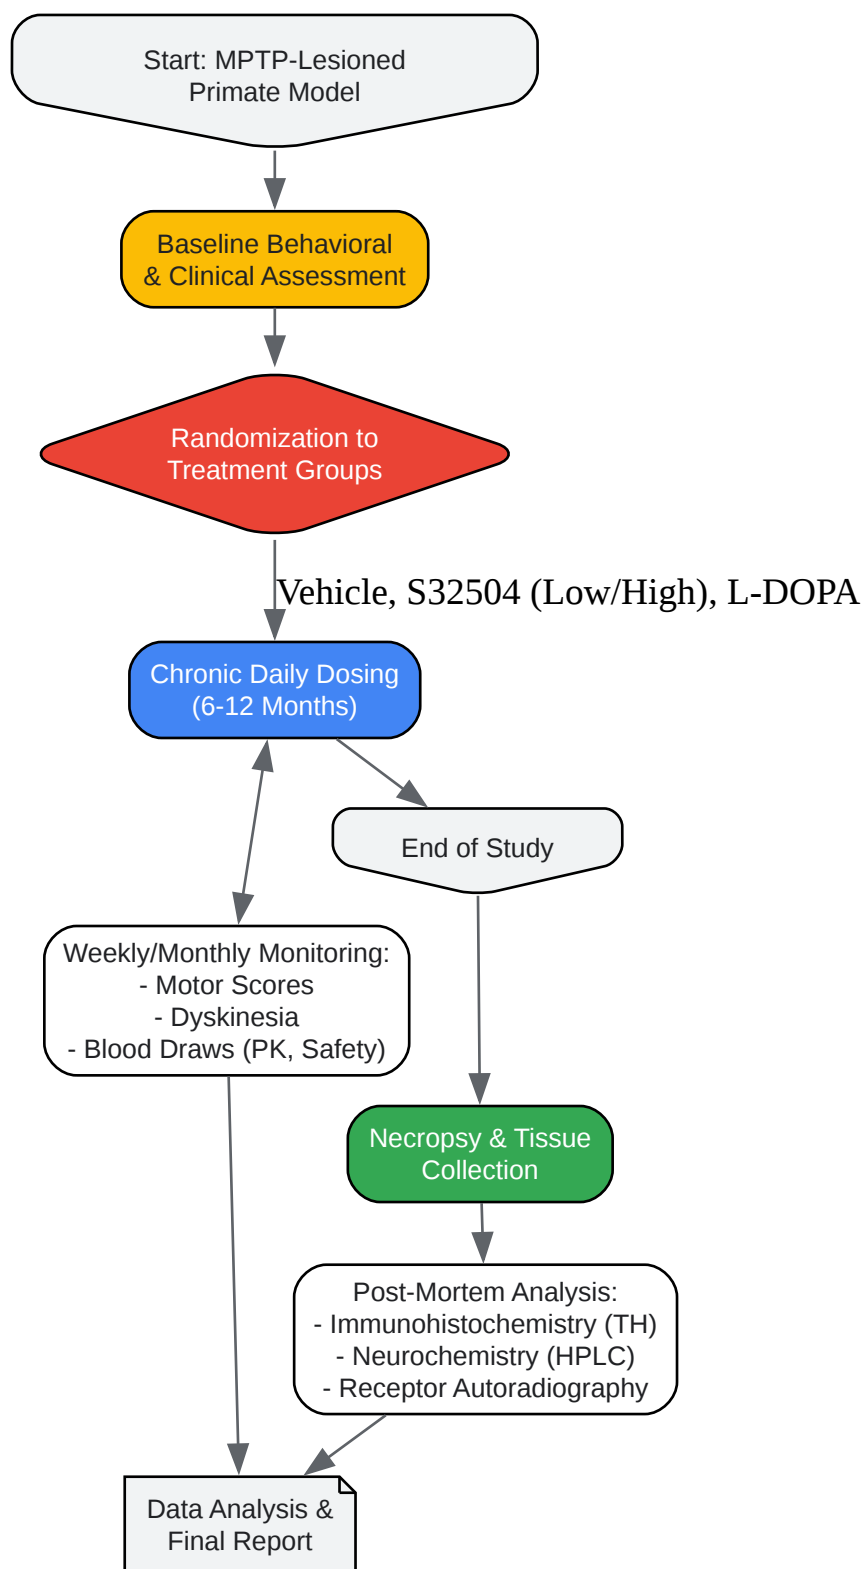 Start: MPTP-Lesioned
Primate Model
Baseline Behavioral
& Clinical Assessment
Randomization to
Treatment Groups
Vehicle, S32504 (Low/High), L-DOPA
Chronic Daily Dosing
(6-12 Months)
End of Study
Weekly/Monthly Monitoring:
- Motor Scores
- Dyskinesia
- Blood Draws (PK, Safety)
Necropsy & Tissue
Collection
Post-Mortem Analysis:
- Immunohistochemistry (TH)
- Neurochemistry (HPLC)
- Receptor Autoradiography
Data Analysis &
Final Report